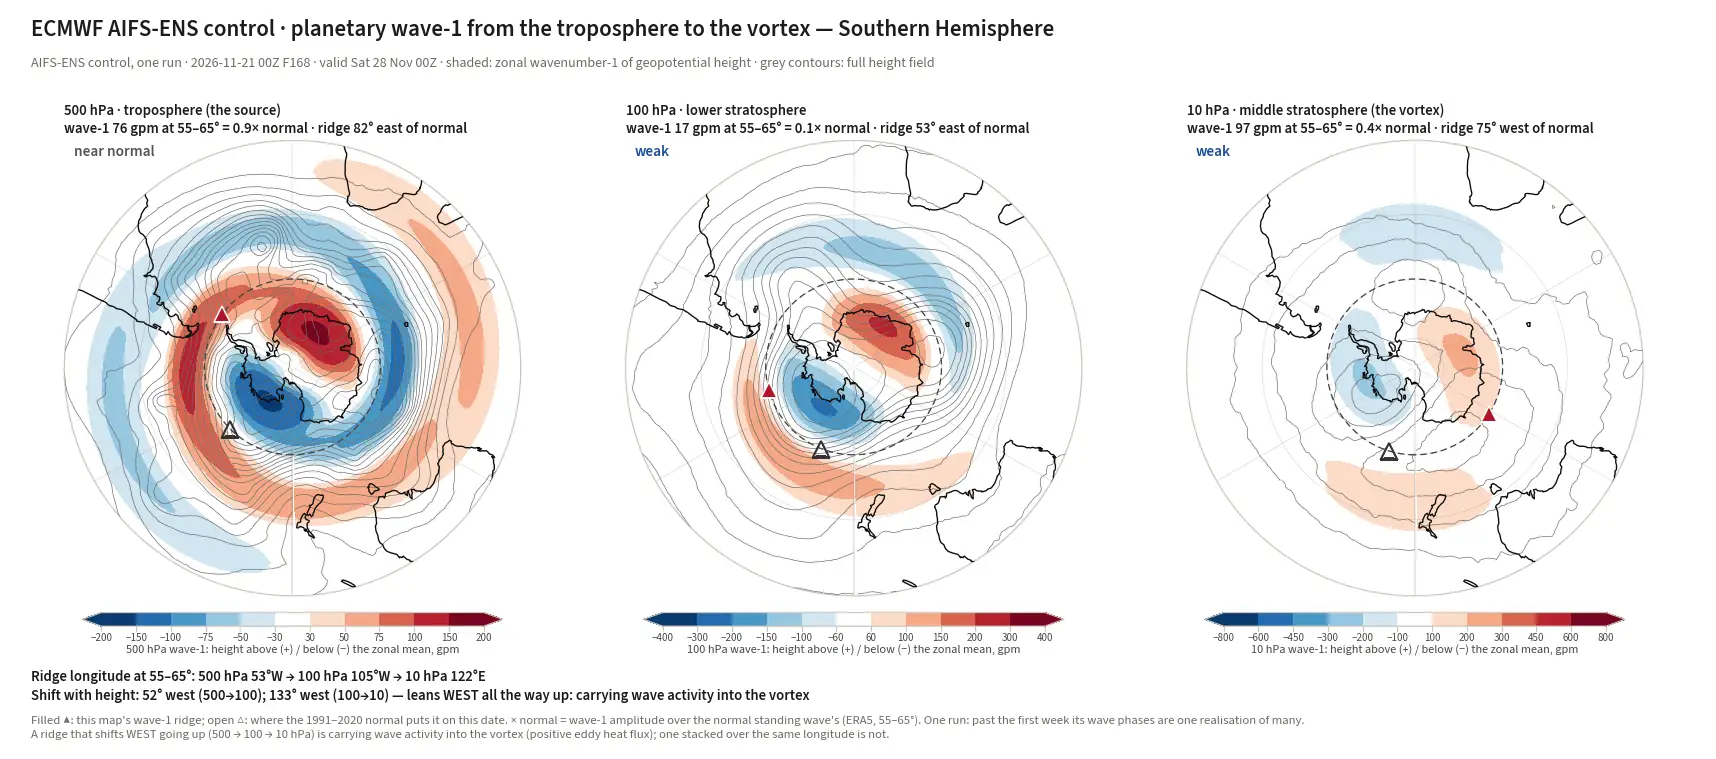 ECMWF AIFS-ENS control · planetary wave-1 from the troposphere to the vortex — Southern Hemisphere
AIFS-ENS control, one run · 2026-11-21 00Z F168 · valid Sat 28 Nov 00Z · shaded: zonal wavenumber-1 of geopotential height · grey contours: full height field
500 hPa · troposphere (the source)
wave-1 76 gpm at 55–65° = 0.9× normal · ridge 82° east of normal
near normal
100 hPa · lower stratosphere
wave-1 17 gpm at 55–65° = 0.1× normal · ridge 53° east of normal
weak
10 hPa · middle stratosphere (the vortex)
wave-1 97 gpm at 55–65° = 0.4× normal · ridge 75° west of normal
weak
−200 −150 −100 −75 −50 −30 30 50 75 100 150 200
500 hPa wave-1: height above (+) / below (−) the zonal mean, gpm
−400 −300 −200 −150 −100 −60 60 100 150 200 300 400
100 hPa wave-1: height above (+) / below (−) the zonal mean, gpm
−800 −600 −450 −300 −200 −100 100 200 300 450 600 800
10 hPa wave-1: height above (+) / below (−) the zonal mean, gpm
Ridge longitude at 55–65°: 500 hPa 53°W → 100 hPa 105°W → 10 hPa 122°E
Shift with height: 52° west (500→100); 133° west (100→10) — leans WEST all the way up: carrying wave activity into the vortex
Filled ▲: this map's wave-1 ridge; open △: where the 1991–2020 normal puts it on this date. × normal = wave-1 amplitude over the normal standing wave's (ERA5, 55–65°). One run: past the first week its wave phases are one realisation of many.
A ridge that shifts WEST going up (500 → 100 → 10 hPa) is carrying wave activity into the vortex (positive eddy heat flux); one stacked over the same longitude is not.